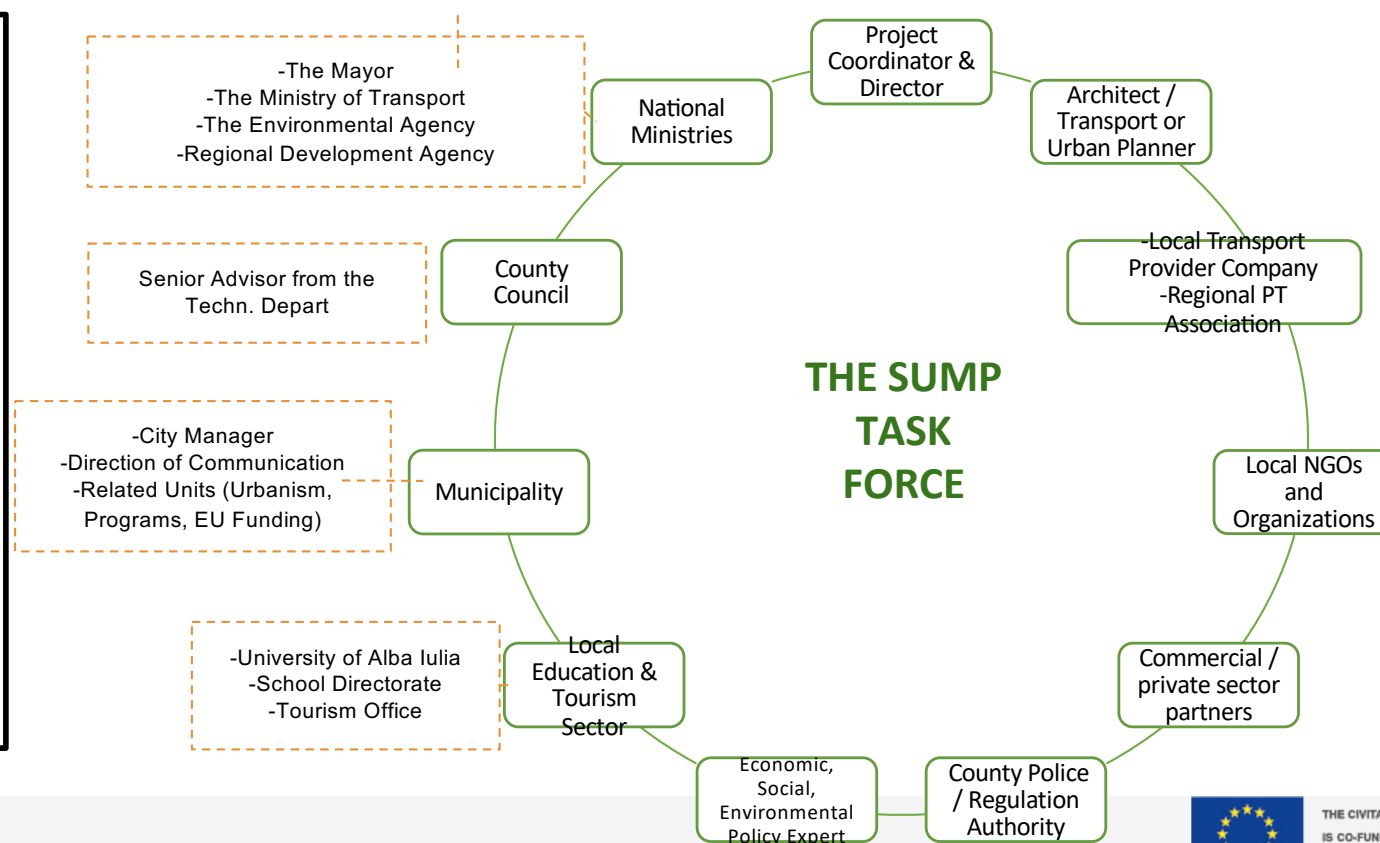 -The Mayor
-The Ministry of Transport
-The Environmental Agency
-Regional Development Agency
National
Ministries
Project
Coordinator &
Director
Architect /
Transport or
Urban Planner
Senior Advisor from the
Techn. Depart
County
Council
-Local Transport
Provider Company
-Regional PT
Association
THE SUMP
TASK
FORCE
-City Manager
-Direction of Communication
-Related Units (Urbanism,
Programs, EU Funding)
Municipality
Local NGOs
and
Organizations
-University of Alba Iulia
-School Directorate
-Tourism Office
Local
Education &
Tourism
Sector
Commercial /
private sector
partners
Economic,
Social,
Environmental
Policy Expert
County Police
/ Regulation
Authority
THE CIVITA
IS CO-FUN